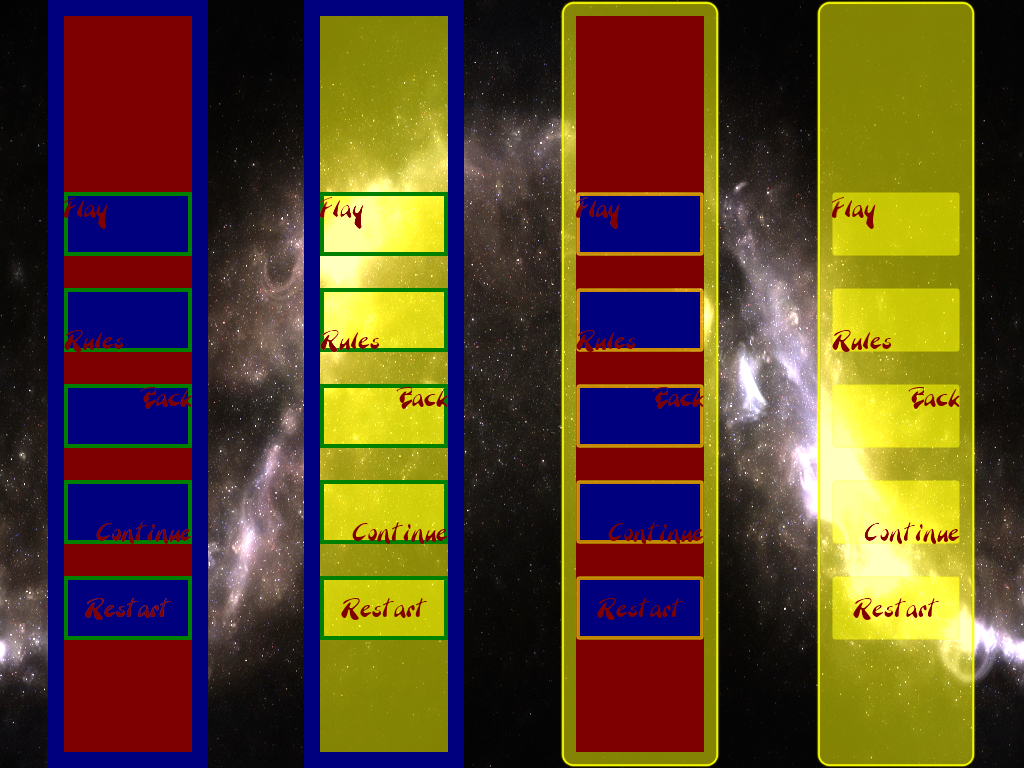 Play Play Play Play
Rules Rules Rules Rules
Back Back Back Back
Continue Continue Continue Continue
Restart Restart Restart Restart